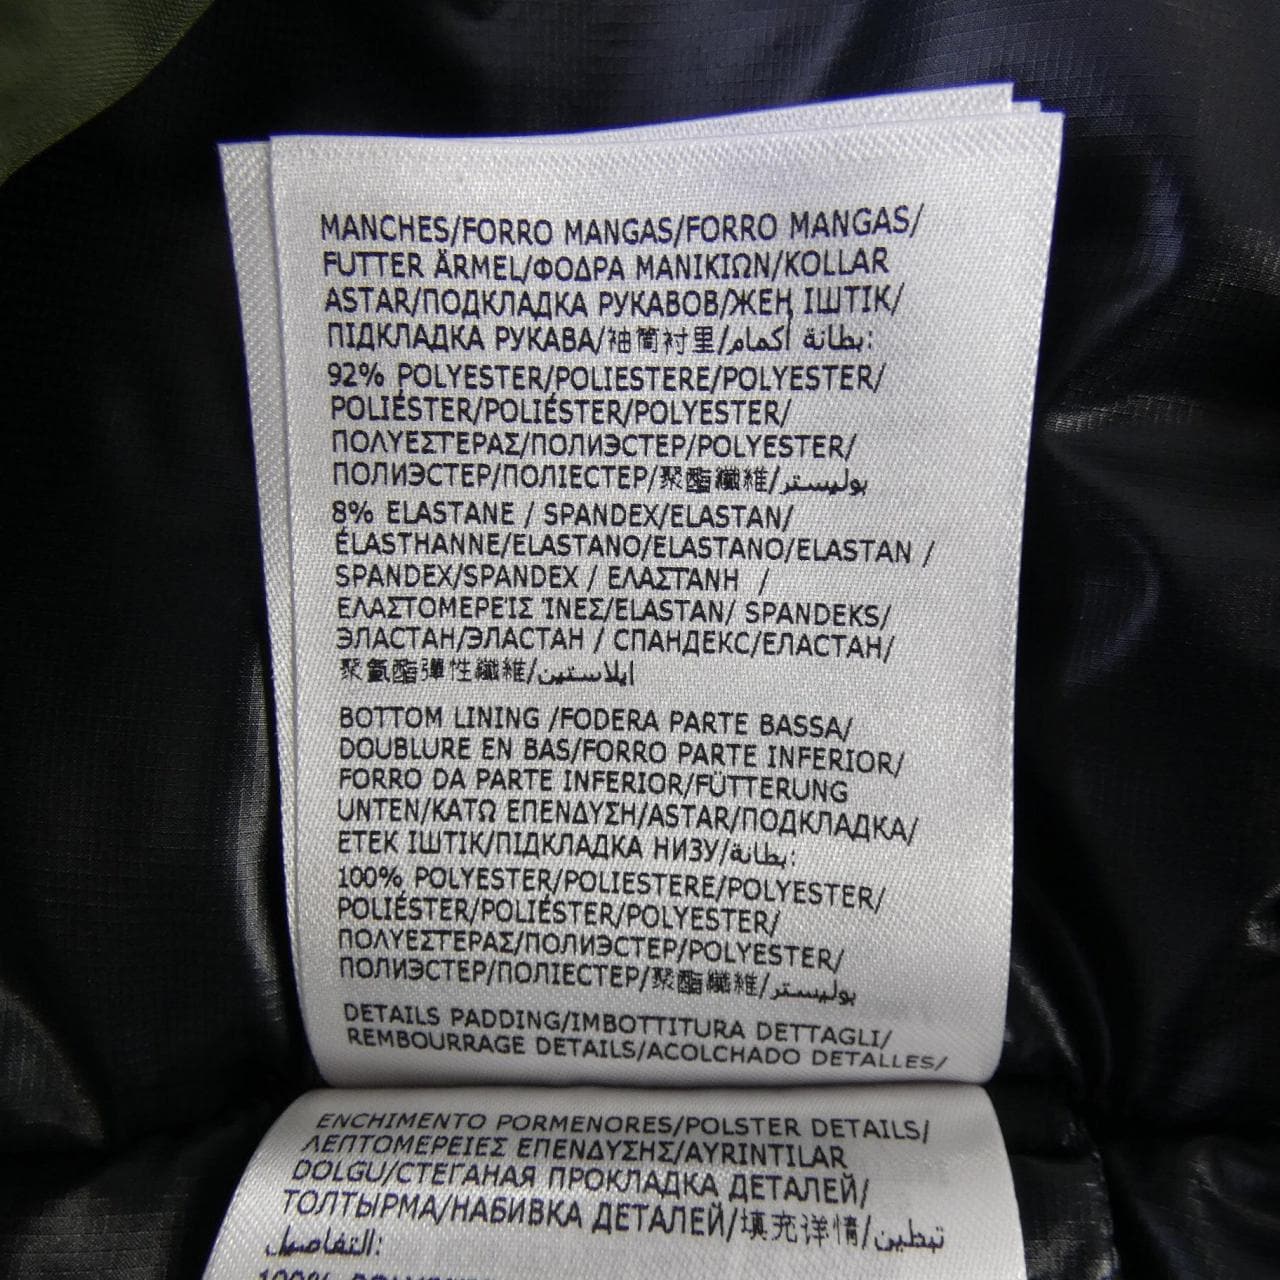 MANCHES/FORRO MANGAS/FORRO MANGAS/
FUTTER ÄRMEL/ΦΟΔΡΑ ΜΑΝΙΚΙΩΝ/KOLLAR
ASTAR/ПОДКЛАДКА РУКАВОВ/ЖЕҢ ІШТІК/
ПІДКЛАДКА РУКАВА/袖筒衬里/بطانة أكمام:
92% POLYESTER/POLIESTERE/POLYESTER/
POLIÉSTER/POLIÉSTER/POLYESTER/
ΠΟΛΥΕΣΤΕΡΑΣ/ПОЛИЭСТЕР/POLYESTER/
ПОЛИЭСТЕР/ПОЛІЕСТЕР/聚酯纖維/بوليستر
8% ELASTANE / SPANDEX/ELASTAN/
ÉLASTHANNE/ELASTANO/ELASTANO/ELASTAN /
SPANDEX/SPANDEX / ΕΛΑΣΤΑΝΗ /
ΕΛΑΣΤΟΜΕΡΕΪΣ ΊΝΕΣ/ELASTAN/ SPANDEKS/
ЭЛАСТАН/ЭЛАСТАН / СПАНДЕКС/ЕЛАСТАН/
聚氨酯彈性纖維/ايلاستين
BOTTOM LINING /FODERA PARTE BASSA/
DOUBLURE EN BAS/FORRO PARTE INFERIOR/
FORRO DA PARTE INFERIOR/FÜTTERUNG
UNTEN/ΚΑΤΩ ΕΠΕΝΔΥΣΗ/ASTAR/ПОДКЛАДКА/
ЕТЕК ІШТІК/ПІДКЛАДКА НИЗУ/بطانة:
100% POLYESTER/POLIESTERE/POLYESTER/
POLIÉSTER/POLIÉSTER/POLYESTER/
ΠΟΛΥΕΣΤΕΡΑΣ/ПОЛИЭСТЕР/POLYESTER/
ПОЛИЭСТЕР/ПОЛІЕСТЕР/聚酯纖維/بوليستر
DETAILS PADDING/IMBOTTITURA DETTAGLI/
REMBOURRAGE DETAILS/ACOLCHADO DETALLES/
ENCHIMENTO PORMENORES/POLSTER DETAILS/
ΛΕΠΤΟΜΕΡΕΙΕΣ ΕΠΕΝΔΥΣΗΣ/AYRINTILAR
DOLGU/СТЕГАНАЯ ПРОКЛАДКА ДЕТАЛЕЙ/
ТОЛТЫРМА/НАБИВКА ДЕТАЛЕЙ/填充详情/تبطين
التفاصيل:
100%